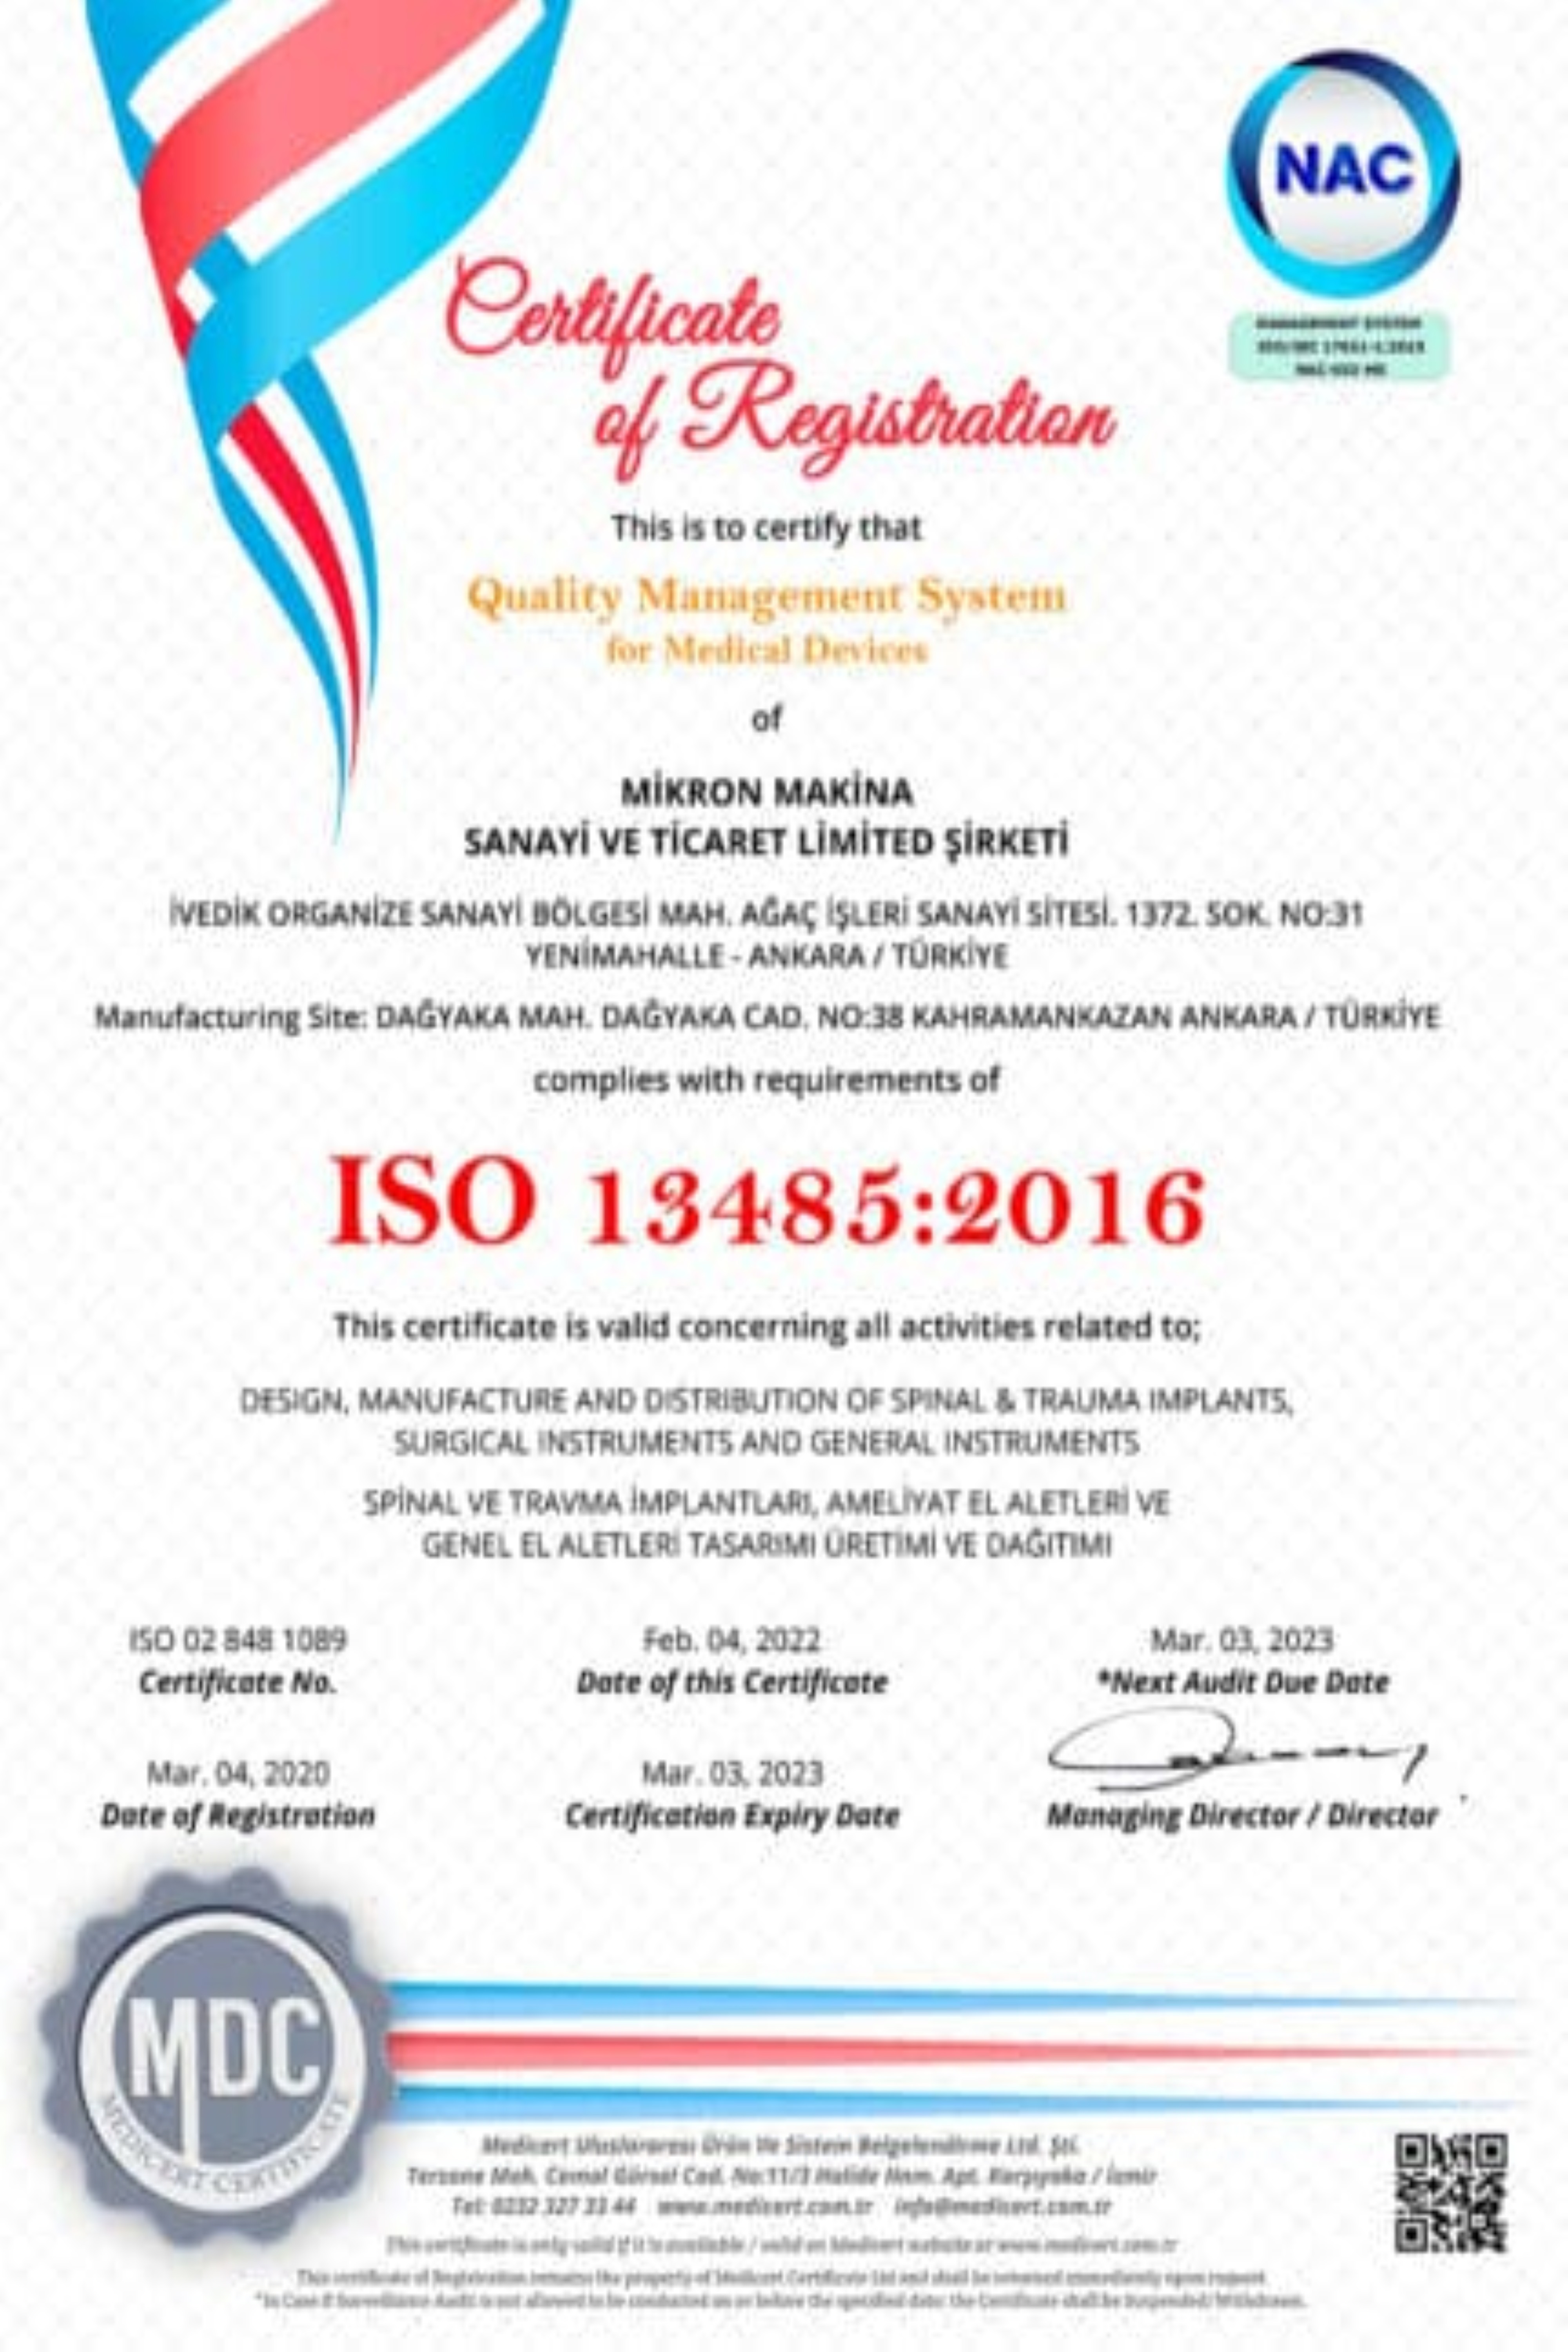 NAC
MANAGEMENT SYSTEM
Certificate
of Registration
This is to certify that
Quality Management System
for Medical Devices
of
MİKRON MAKİNA
SANAYİ VE TİCARET LİMİTED ŞİRKETİ
İVEDİK ORGANİZE SANAYİ BÖLGESİ MAH. AĞAÇ İŞLERİ SANAYİ SİTESİ. 1372. SOK. NO:31
YENİMAHALLE - ANKARA / TÜRKİYE
Manufacturing Site: DAĞYAKA MAH. DAĞYAKA CAD. NO:38 KAHRAMANKAZAN ANKARA / TÜRKİYE
complies with requirements of
ISO 13485:2016
This certificate is valid concerning all activities related to;
DESIGN, MANUFACTURE AND DISTRIBUTION OF SPINAL & TRAUMA IMPLANTS,
SURGICAL INSTRUMENTS AND GENERAL INSTRUMENTS
SPİNAL VE TRAVMA İMPLANTLARI, AMELİYAT EL ALETLERİ VE
GENEL EL ALETLERİ TASARIMI ÜRETİMİ VE DAĞITIMI
ISO 02 848 1089
Certificate No.
Feb. 04, 2022
Date of this Certificate
Mar. 03, 2023
*Next Audit Due Date
Mar. 04, 2020
Date of Registration
Mar. 03, 2023
Certification Expiry Date
Managing Director / Director
MDC
MEDICERT CERTIFICATE
Medicert Uluslararası Ürün Ve Sistem Belgelendirme Ltd. Şti.
Tersane Mah. Cemal Gürsel Cad. No:11/3 Halide Hnm. Apt. Karşıyaka / İzmir
Tel: 0232 327 33 44 www.medicert.com.tr info@medicert.com.tr
This certificate is only valid if it is available / valid on Medicert website at www.medicert.com.tr
This certificate of Registration remains the property of Medicert Certificate Ltd and shall be returned immediately upon request
*In Case if Surveillance Audit is not allowed to be conducted on or before the specified date; the Certificate shall be Suspended/Withdrawn.